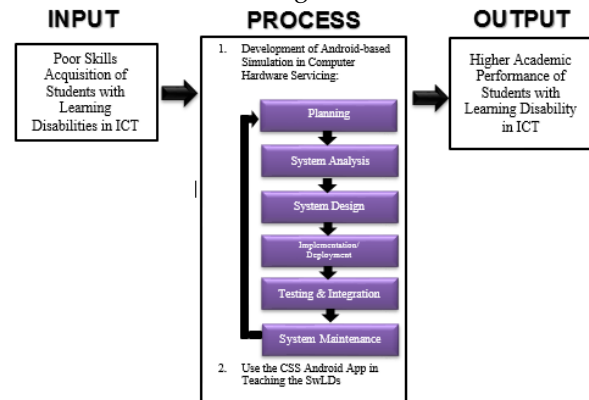 INPUT
Poor Skills
Acquisition of
Students with
Learning
Disabilities in ICT
PROCESS
1. Development of Android-based
Simulation in Computer
Hardware Servicing:
Planning
System Analysis
System Design
Implementation/
Deployment
Testing & Integration
System Maintenance
2. Use the CSS Android App in
Teaching the SwLDs
OUTPUT
Higher Academic
Performance of
Students with
Learning Disability
in ICT